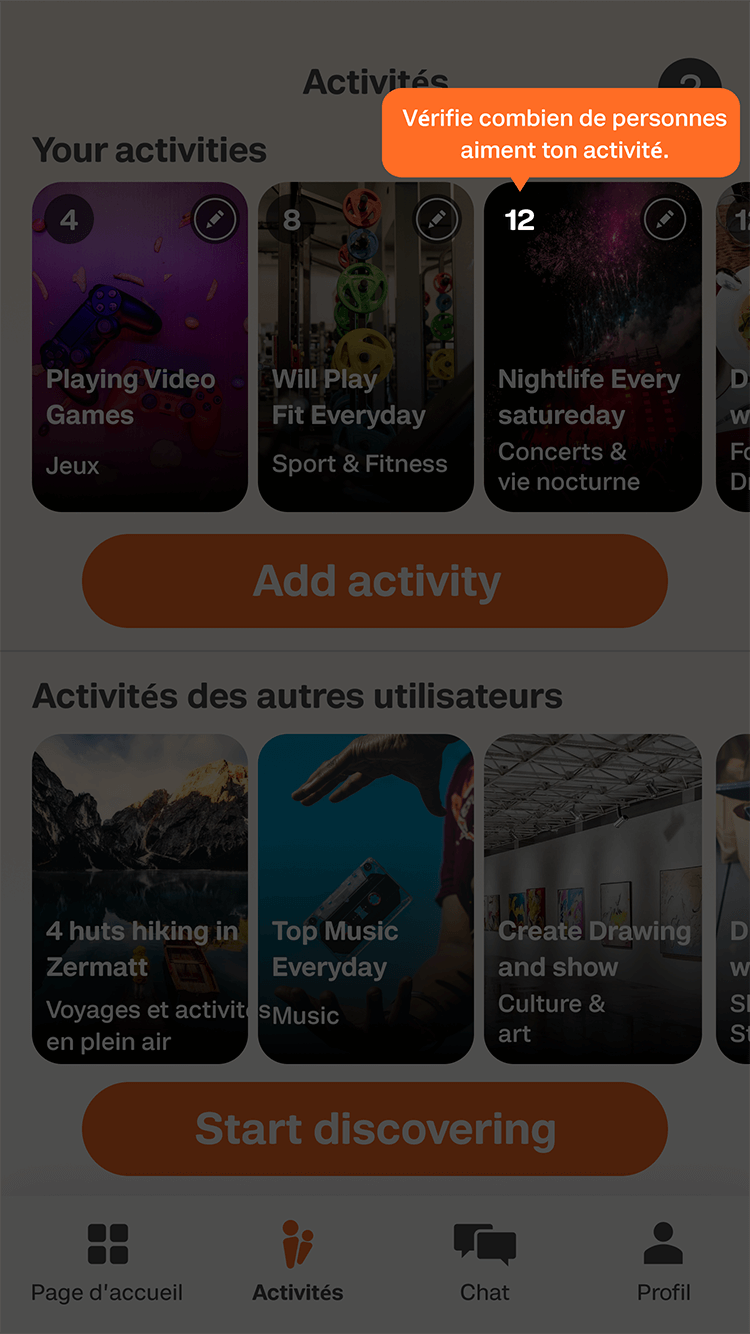 Activités
?
Vérifie combien de personnes
aiment ton activité.
Your activities
4
8
12
Playing Video
Games
Jeux
Will Play
Fit Everyday
Sport & Fitness
Nightlife Every
satureday
Concerts &
vie nocturne
Add activity
Activités des autres utilisateurs
4 huts hiking in
Zermatt
Voyages et activités
en plein air
Top Music
Everyday
Music
Create Drawing
and show
Culture &
art
Start discovering
Page d'accueil
Activités
Chat
Profil